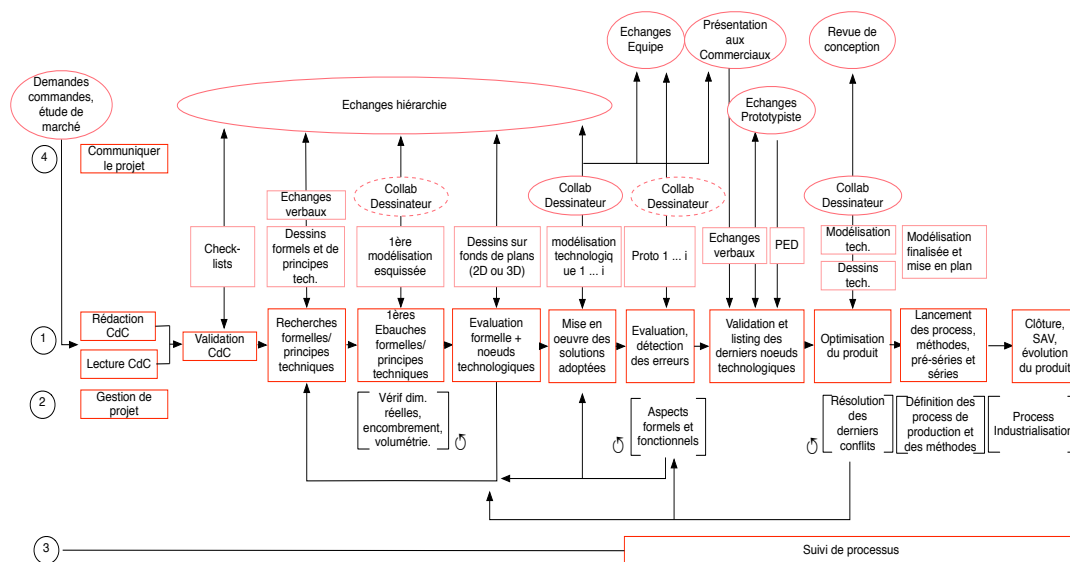 Echanges
Equipe
Présentation
aux
Commerciaux
Revue de
conception
Demandes
commandes,
étude de
marché
Echanges hiérarchie
Echanges
Prototypiste
4
Communiquer
le projet
Echanges
verbaux
Collab
Dessinateur
Collab
Dessinateur
Collab
Dessinateur
Collab
Dessinateur
Check-
lists
Dessins
formels et de
principes
tech.
1ère
modélisation
esquissée
Dessins sur
fonds de plans
(2D ou 3D)
modélisation
technologiq
ue 1 ... i
Proto 1 ... i
Echanges
verbaux
PED
Modélisation
tech.
Dessins
tech.
Modélisation
finalisée et
mise en plan
1
Rédaction
CdC
Lecture CdC
Validation
CdC
Recherches
formelles/
principes
techniques
1ères
Ebauches
formelles/
principes
techniques
Evaluation
formelle +
noeuds
technologiques
Mise en
oeuvre des
solutions
adoptées
Evaluation,
détection
des erreurs
Validation et
listing des
derniers noeuds
technologiques
Optimisation
du produit
Lancement
des process,
méthodes,
pré-séries et
séries
Clôture,
SAV,
évolution
du produit
2
Gestion de
projet
Vérif dim.
réelles,
encombrement,
volumétrie.
Aspects
formels et
fonctionnels
Résolution
des
derniers
conflits
Définition des
process de
production et
des méthodes
Process
Industrialisation
3
Suivi de processus